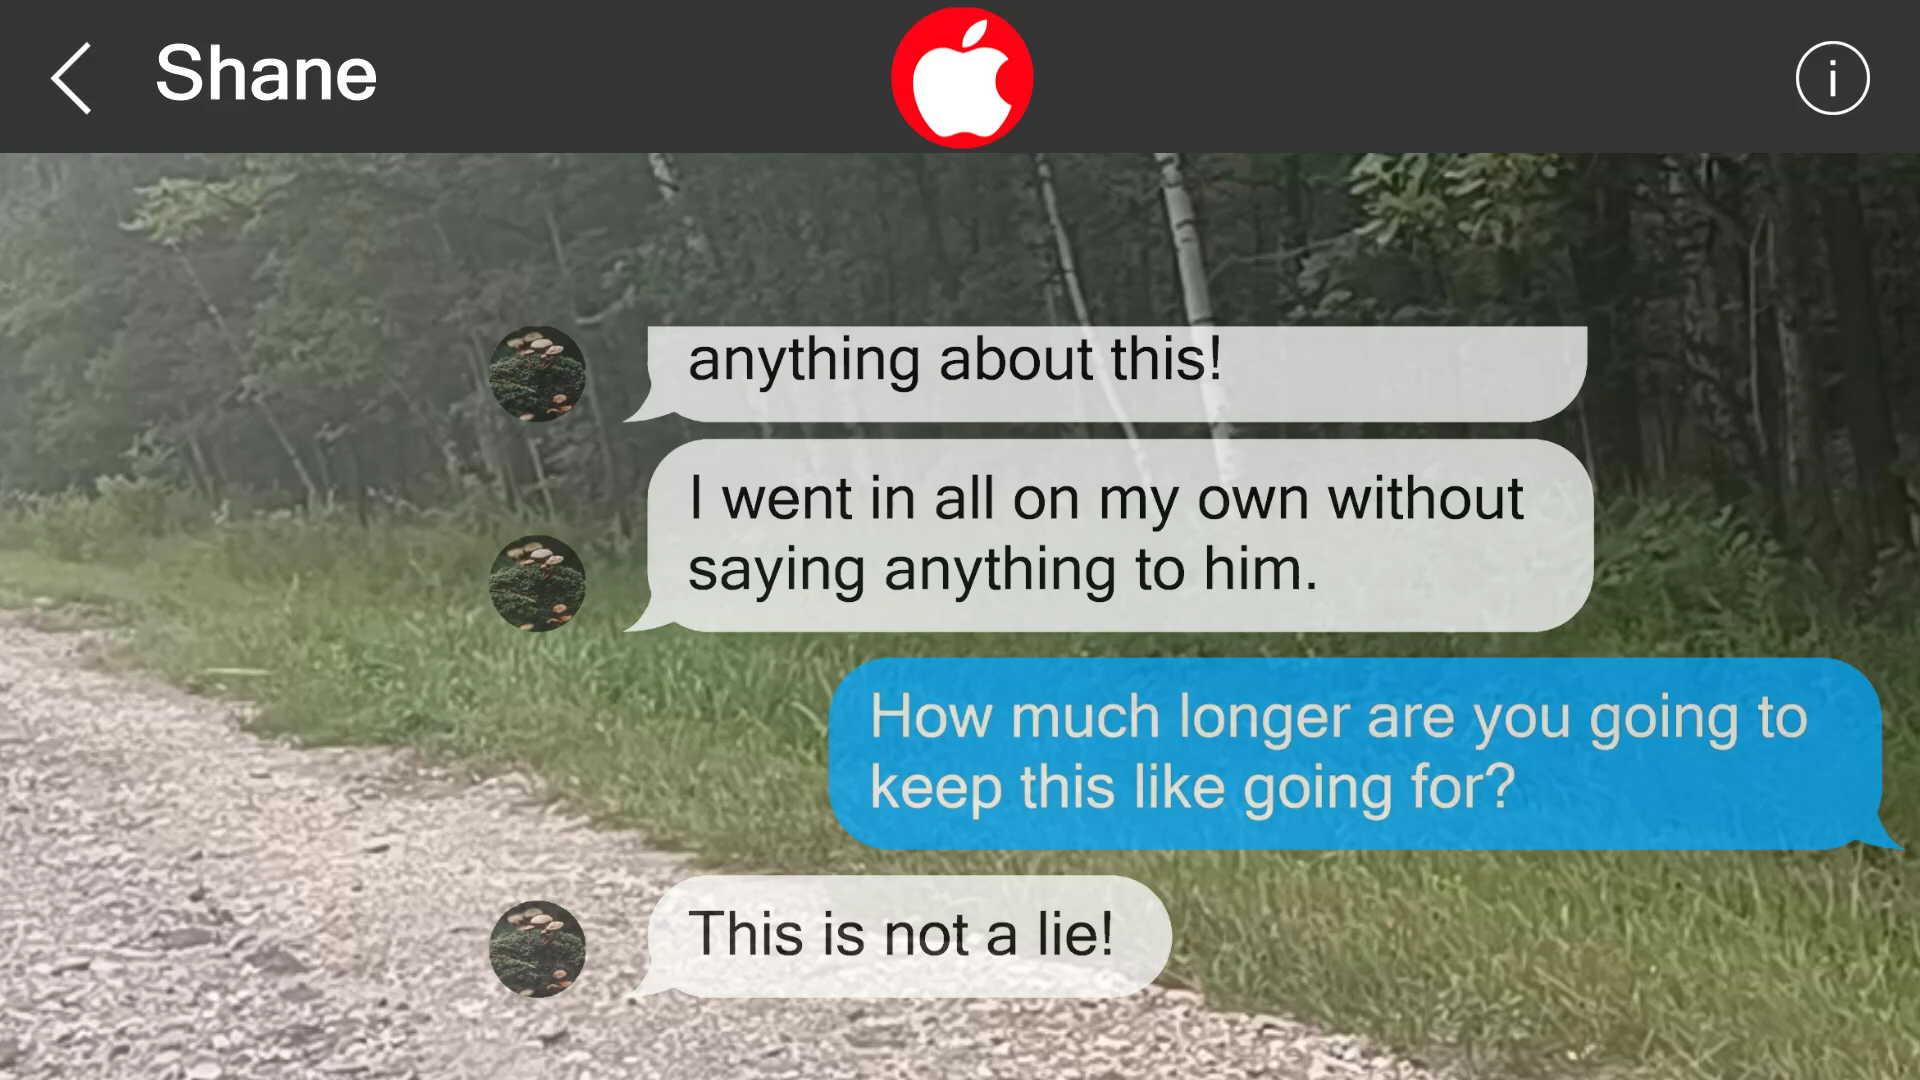 Shane
i
anything about this!
I went in all on my own without
saying anything to him.
How much longer are you going to
keep this like going for?
This is not a lie!